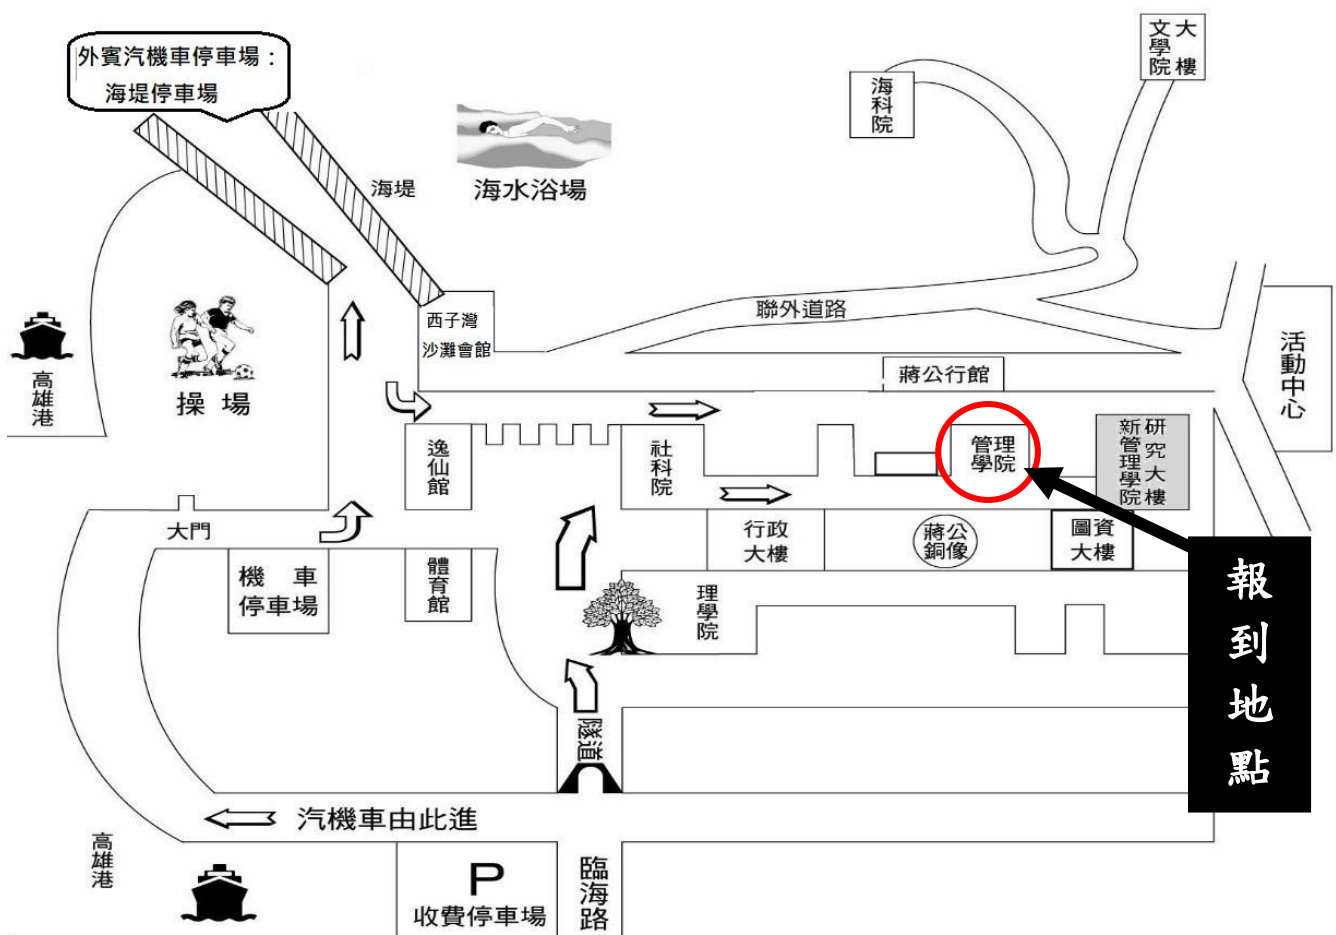 外賓汽機車停車場：
海堤停車場
海堤
海水浴場
海科院
文學院
大樓
高雄港
操場
西子灣
沙灘會館
聯外道路
活動中心
蔣公行館
逸仙館
社科院
管理
學院
新管理學院
研究大樓
大門
行政
大樓
蔣公
銅像
圖資
大樓
機車
停車場
體育館
理學院
報到地點
隧道
汽機車由此進
高雄港
P
收費停車場
臨海路